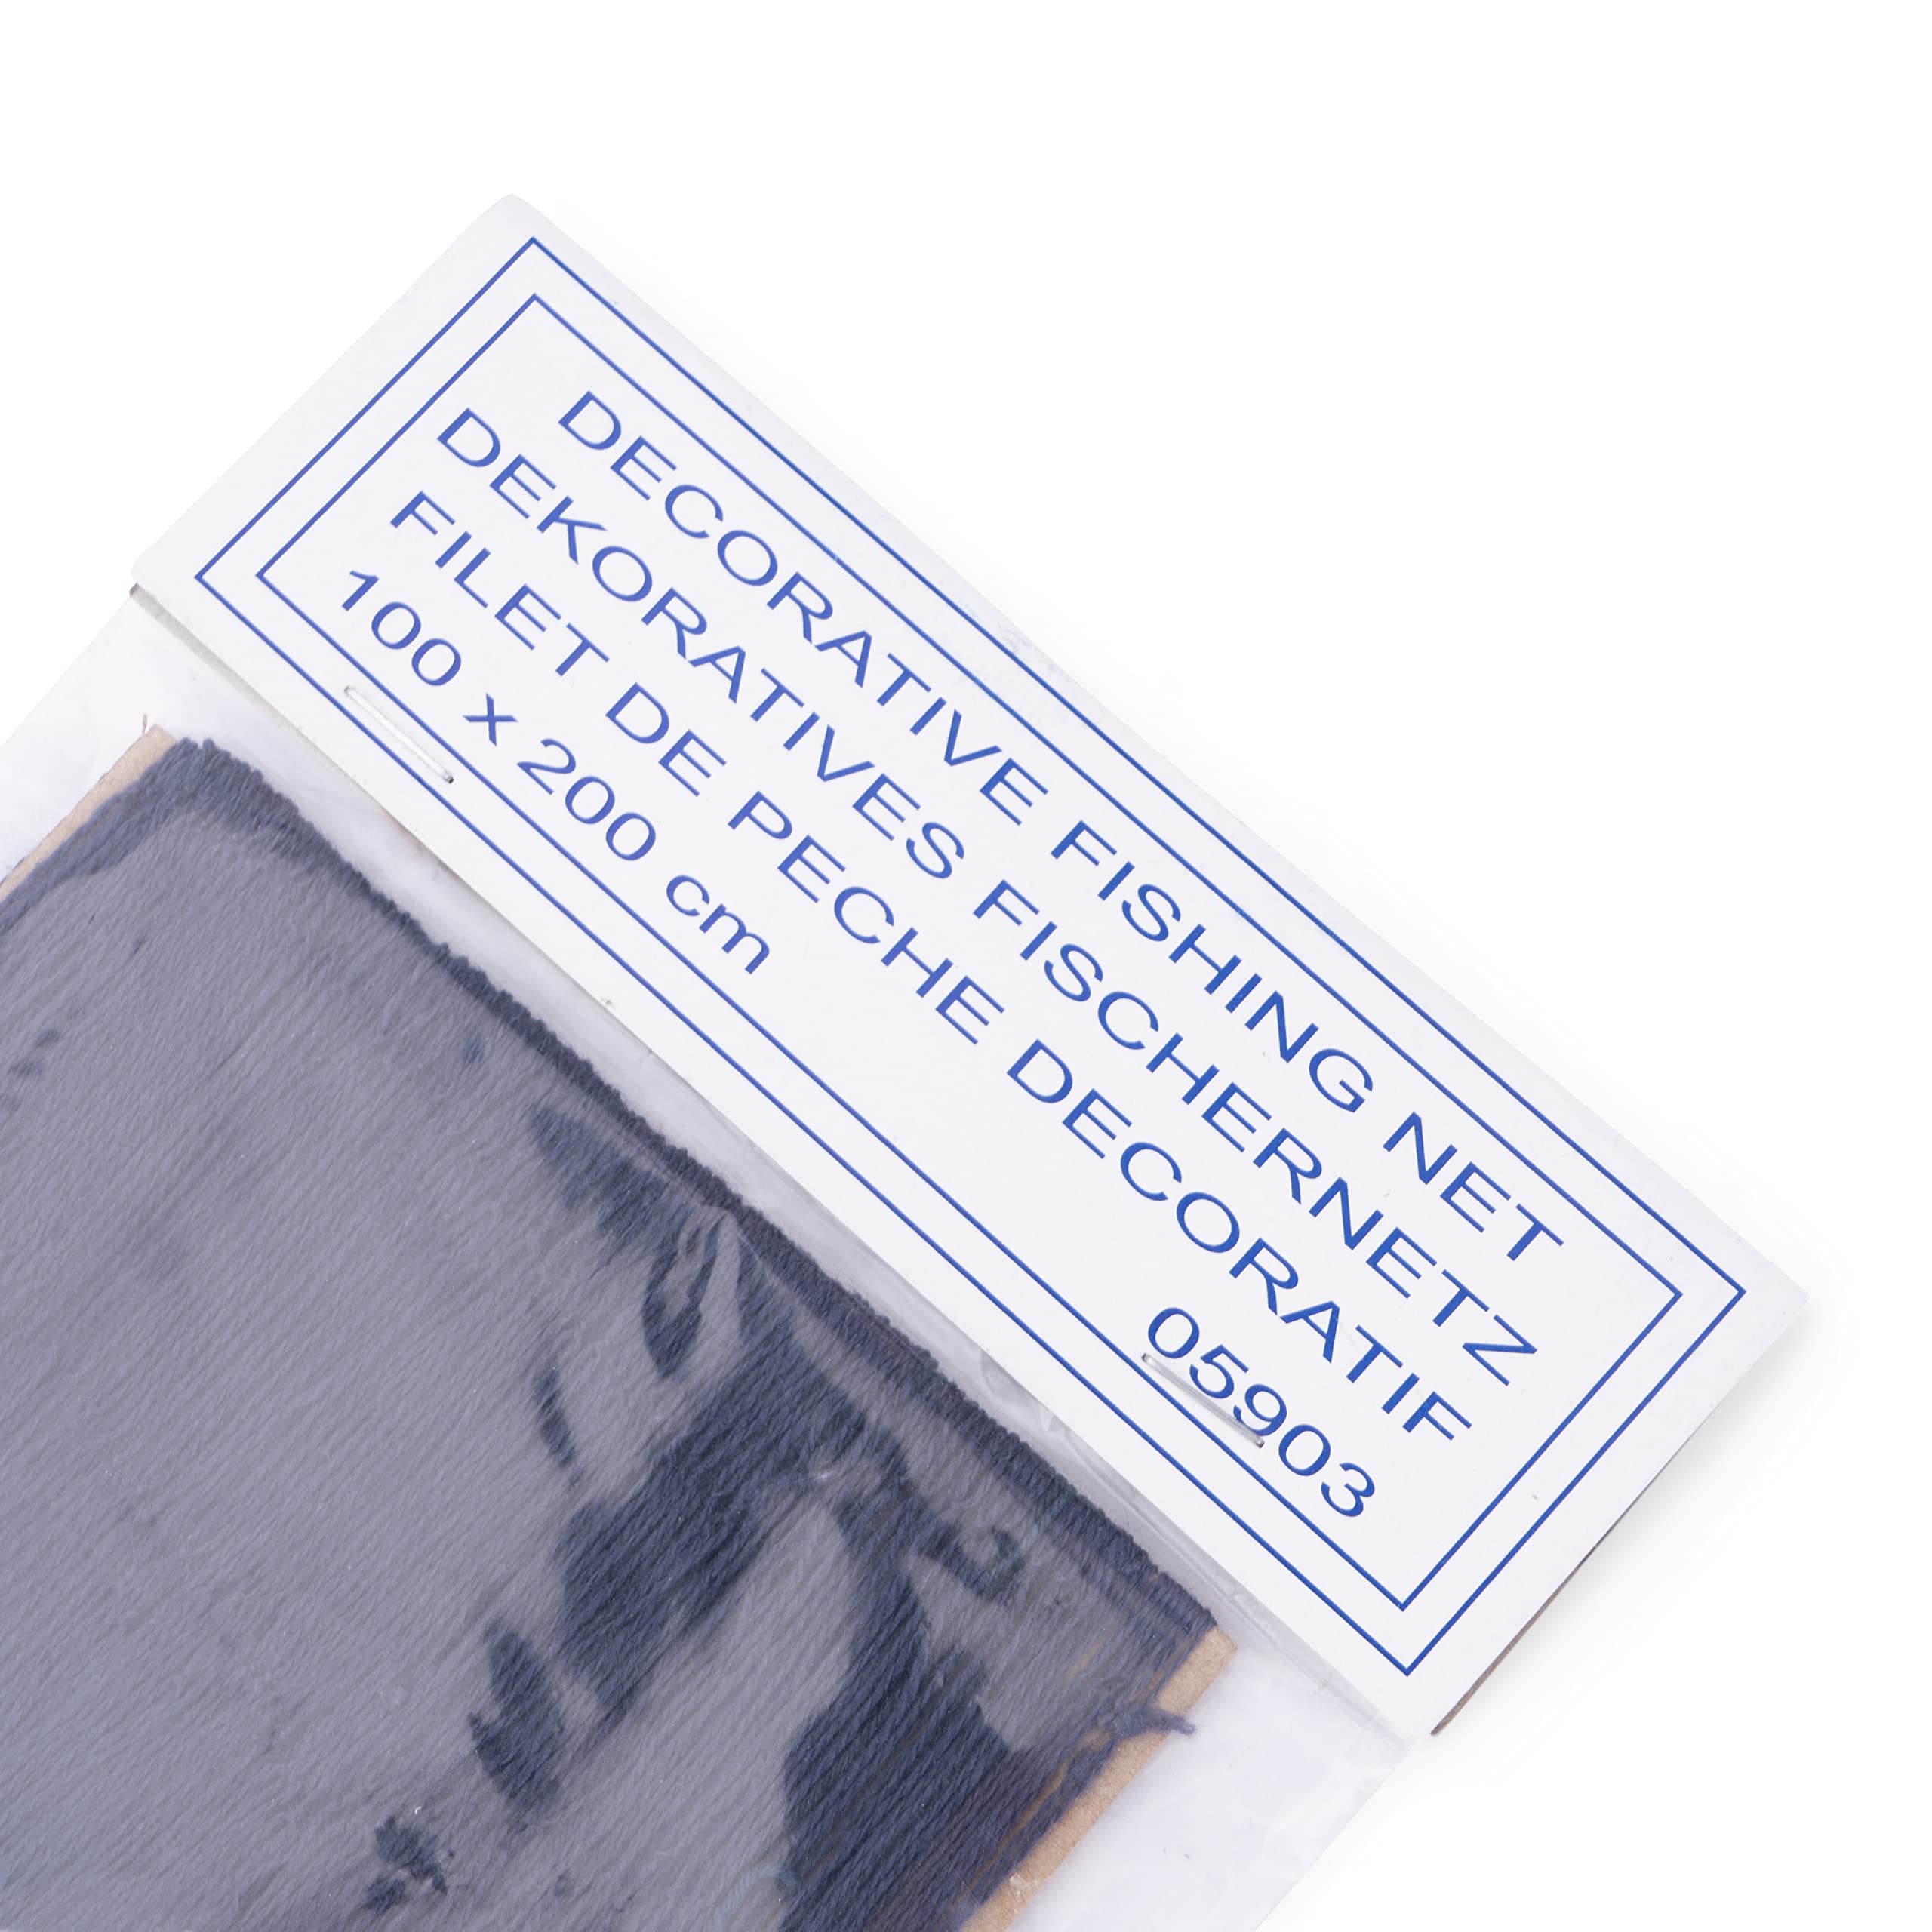 DECORATIVE FISHING NET
DEKORATIVES FISCHERNETZ
FILET DE PECHE DECORATIF
100 x 200 cm 05903